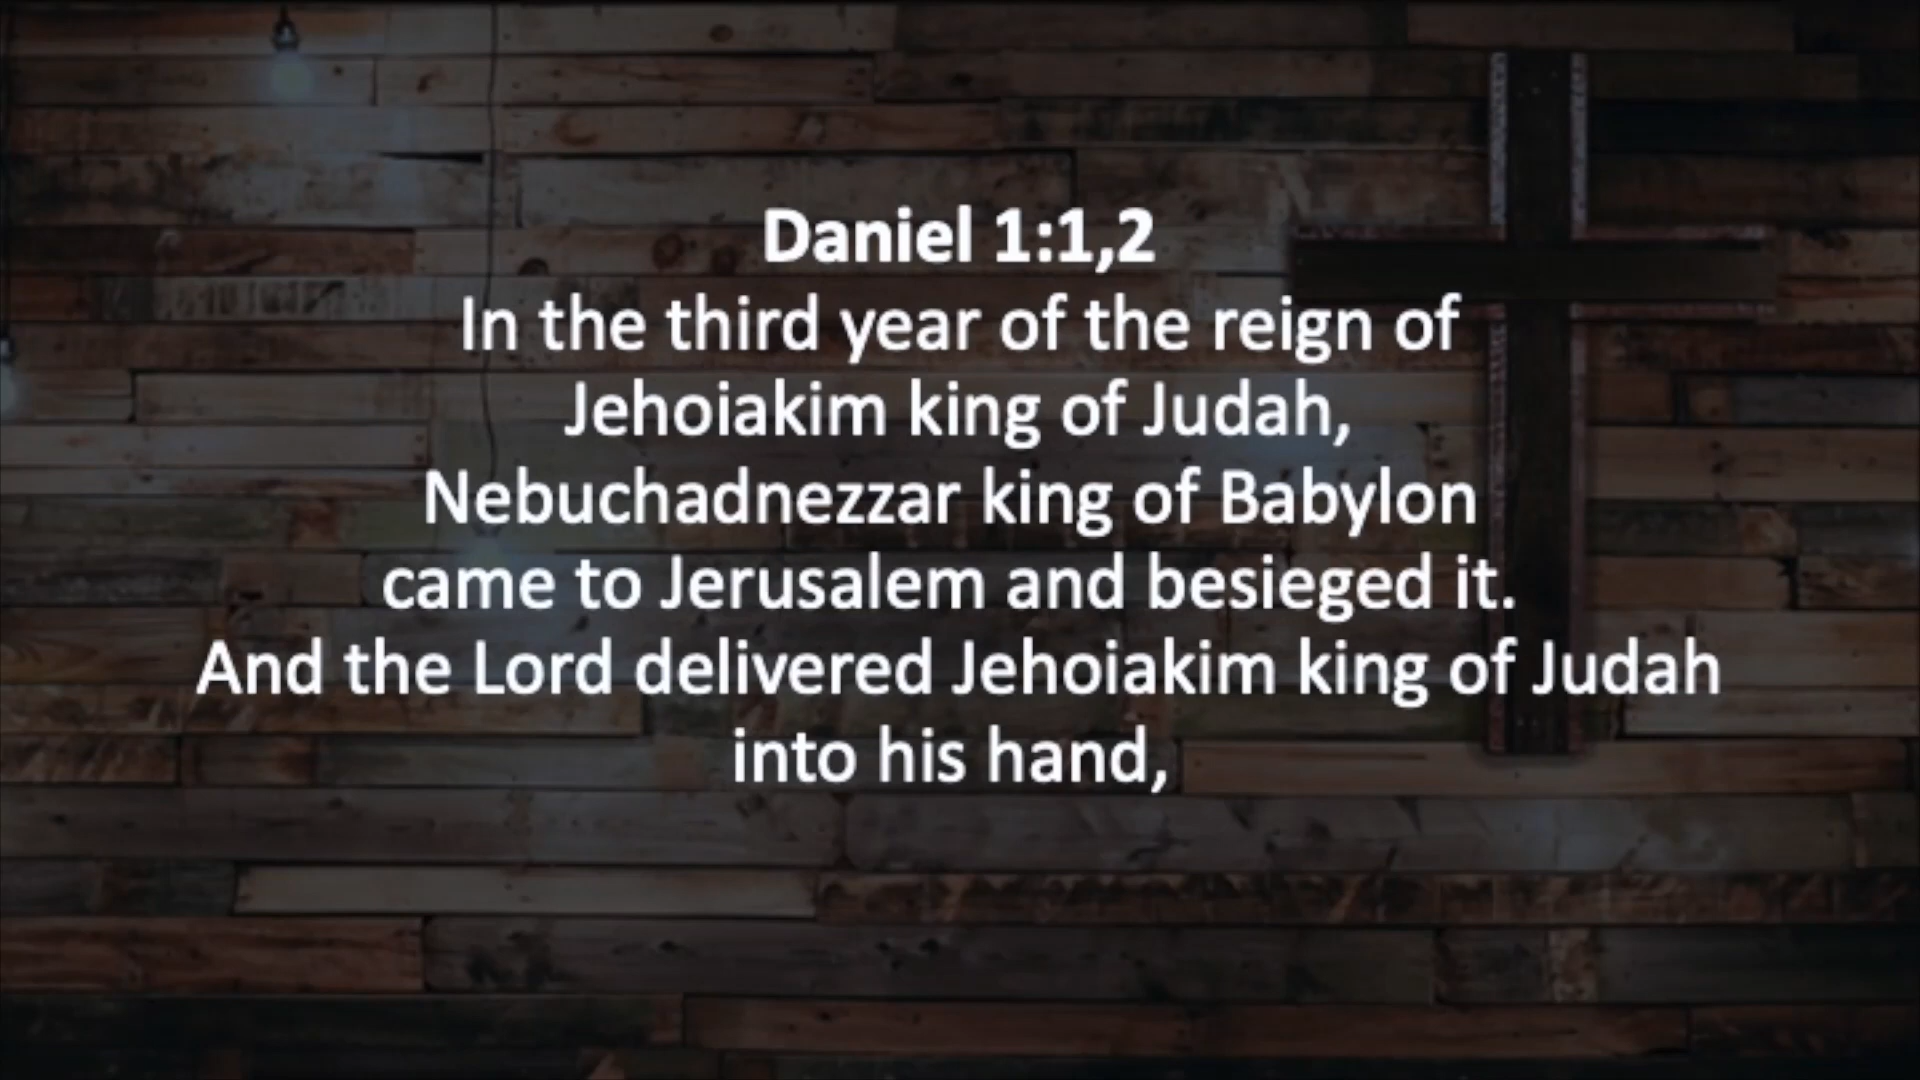 Daniel 1:1,2
In the third year of the reign of
Jehoiakim king of Judah,
Nebuchadnezzar king of Babylon
came to Jerusalem and besieged it.
And the Lord delivered Jehoiakim king of Judah
into his hand,